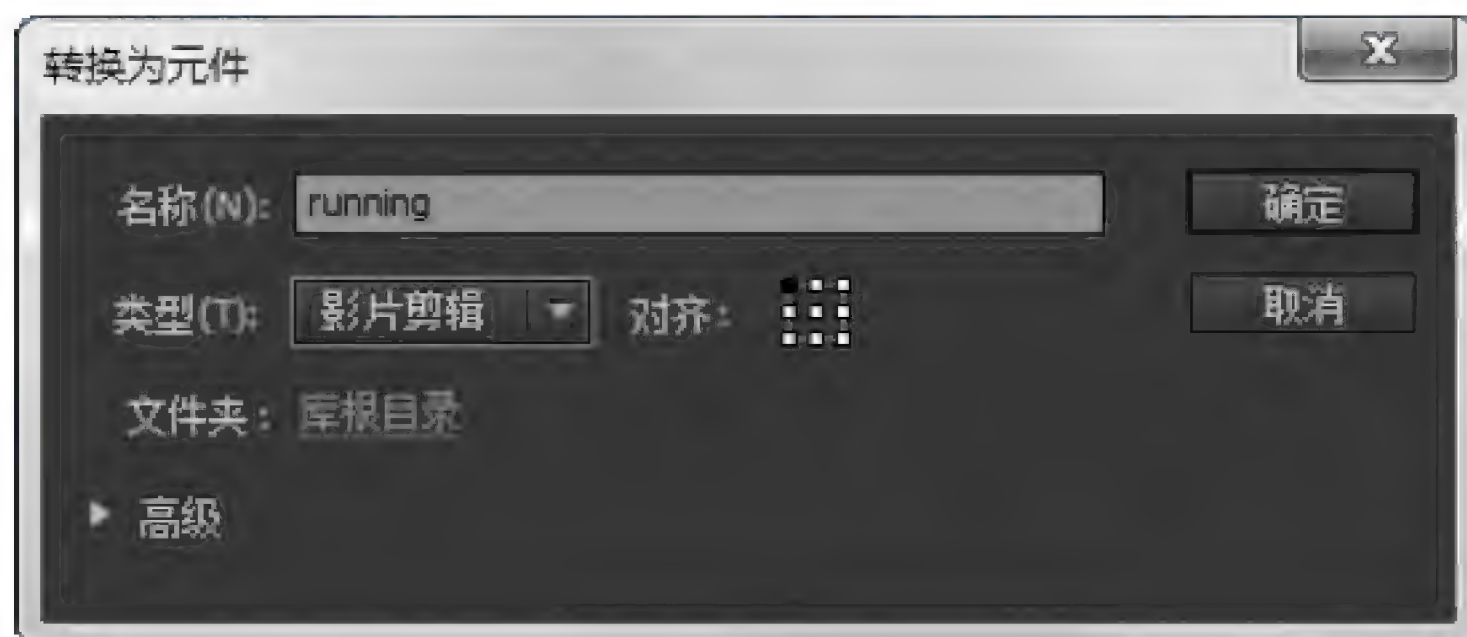 转换为元件
名称(N): running 确定
类型(T): 影片剪辑 对齐: 取消
文件夹: 库根目录
高级